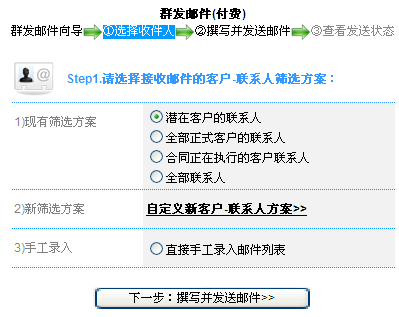 群发邮件(付费)
群发邮件向导 ①选择收件人 ②撰写并发送邮件 ③查看发送状态
Step1.请选择接收邮件的客户-联系人筛选方案：
1)现有筛选方案
潜在客户的联系人
全部正式客户的联系人
合同正在执行的客户联系人
全部联系人
2)新筛选方案 自定义新客户-联系人方案>>
3)手工录入 直接手工录入邮件列表
下一步：撰写并发送邮件>>